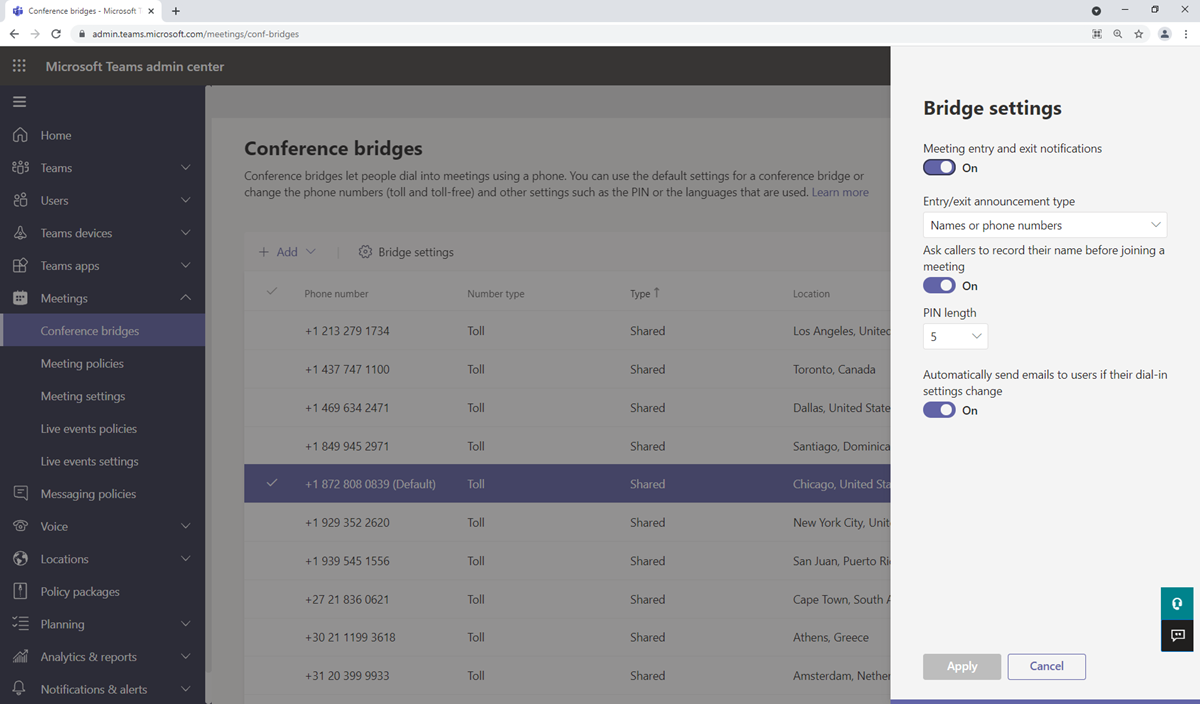 Conference bridges - Microsoft T
admin.teams.microsoft.com/meetings/conf-bridges
Microsoft Teams admin center
Home
Teams
Users
Teams devices
Teams apps
Meetings
Conference bridges
Meeting policies
Meeting settings
Live events policies
Live events settings
Messaging policies
Voice
Locations
Policy packages
Planning
Analytics & reports
Notifications & alerts
Conference bridges
Conference bridges let people dial into meetings using a phone. You can use the default settings for a conference bridge or
change the phone numbers (toll and toll-free) and other settings such as the PIN or the languages that are used. Learn more
Add Bridge settings
Phone number Number type Type ↑ Location
+1 213 279 1734 Toll Shared Los Angeles, United
+1 437 747 1100 Toll Shared Toronto, Canada
+1 469 634 2471 Toll Shared Dallas, United State
+1 849 945 2971 Toll Shared Santiago, Dominica
+1 872 808 0839 (Default) Toll Shared Chicago, United Sta
+1 929 352 2620 Toll Shared New York City, Unit
+1 939 545 1556 Toll Shared San Juan, Puerto Ri
+27 21 836 0621 Toll Shared Cape Town, South A
+30 21 1199 3618 Toll Shared Athens, Greece
+31 20 399 9933 Toll Shared Amsterdam, Nether
Bridge settings
Meeting entry and exit notifications
On
Entry/exit announcement type
Names or phone numbers
Ask callers to record their name before joining a
meeting
On
PIN length
5
Automatically send emails to users if their dial-in
settings change
On
Apply Cancel